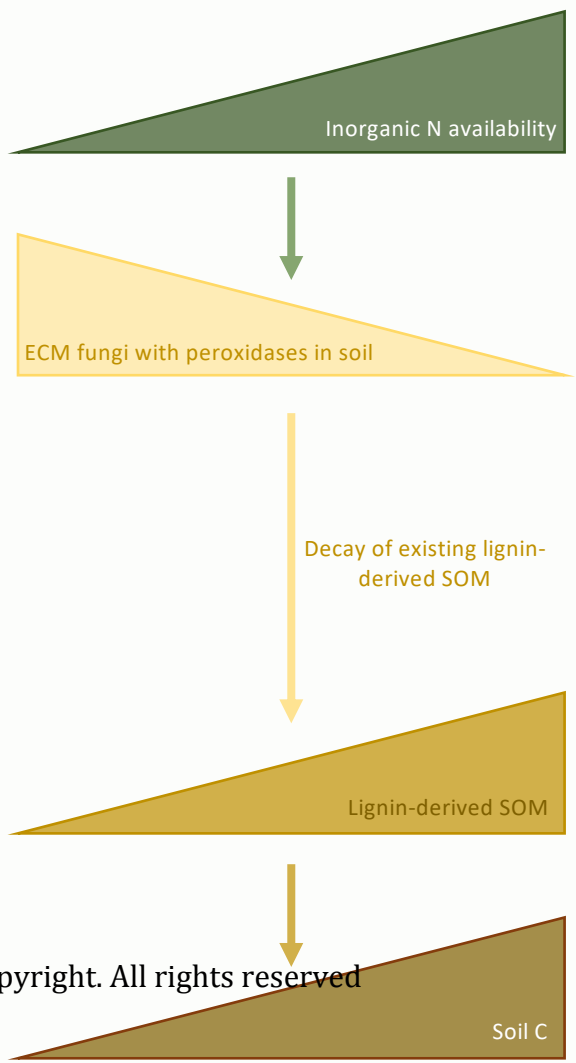 Inorganic N availability
ECM fungi with peroxidases in soil
Decay of existing lignin-
derived SOM
Lignin-derived SOM
pyright. All rights reserved
Soil C